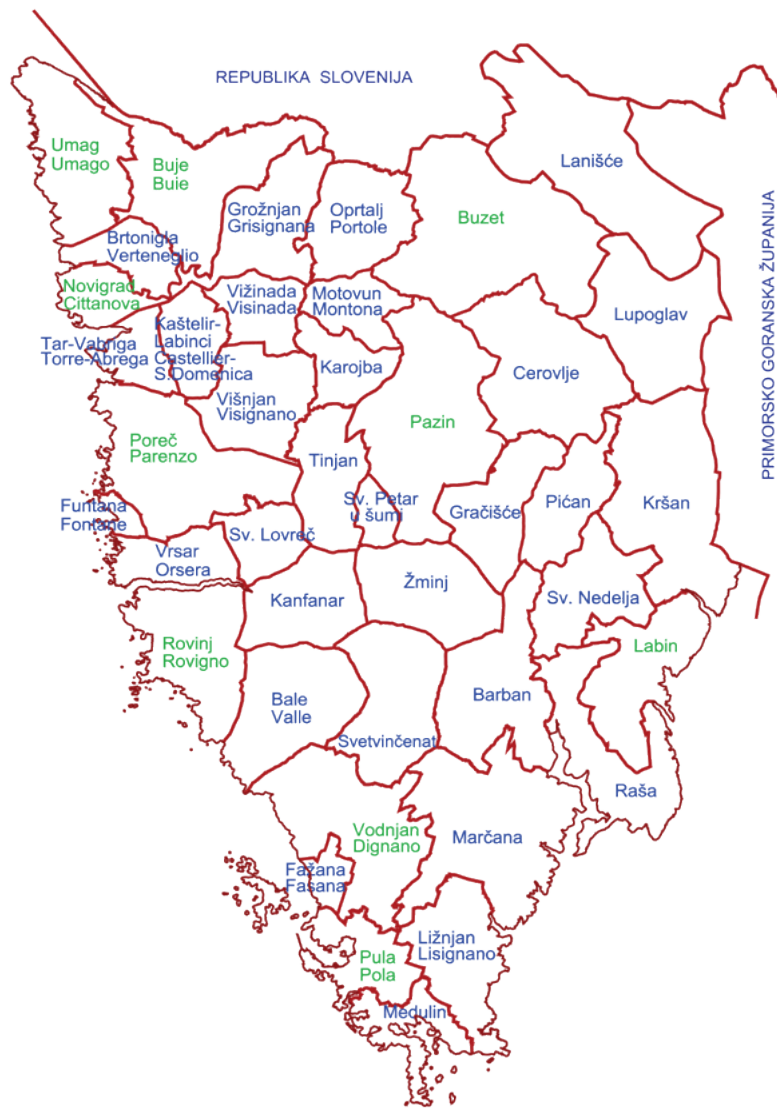 REPUBLIKA SLOVENIJA
PRIMORSKO GORANSKA ŽUPANIJA
Umag
Umago
Buje
Buie
Lanišće
Grožnjan
Grisignana
Oprtalj
Portole
Buzet
Brtonigla
Verteneglio
Novigrad
Cittanova
Vižinada
Visinada
Motovun
Montona
Lupoglav
Tar-Vabriga
Torre-Abrega
Kaštelir-
Labinci
Castellier-
S.Domenica
Karojba
Cerovlje
Višnjan
Visignano
Pazin
Poreč
Parenzo
Tinjan
Sv. Petar
u šumi
Gračišće
Pićan
Kršan
Funtana
Fontane
Sv. Lovreč
Vrsar
Orsera
Kanfanar
Žminj
Sv. Nedelja
Rovinj
Rovigno
Labin
Bale
Valle
Barban
Svetvinčenat
Raša
Vodnjan
Dignano
Marčana
Fažana
Fasana
Ližnjan
Lisignano
Pula
Pola
Medulin